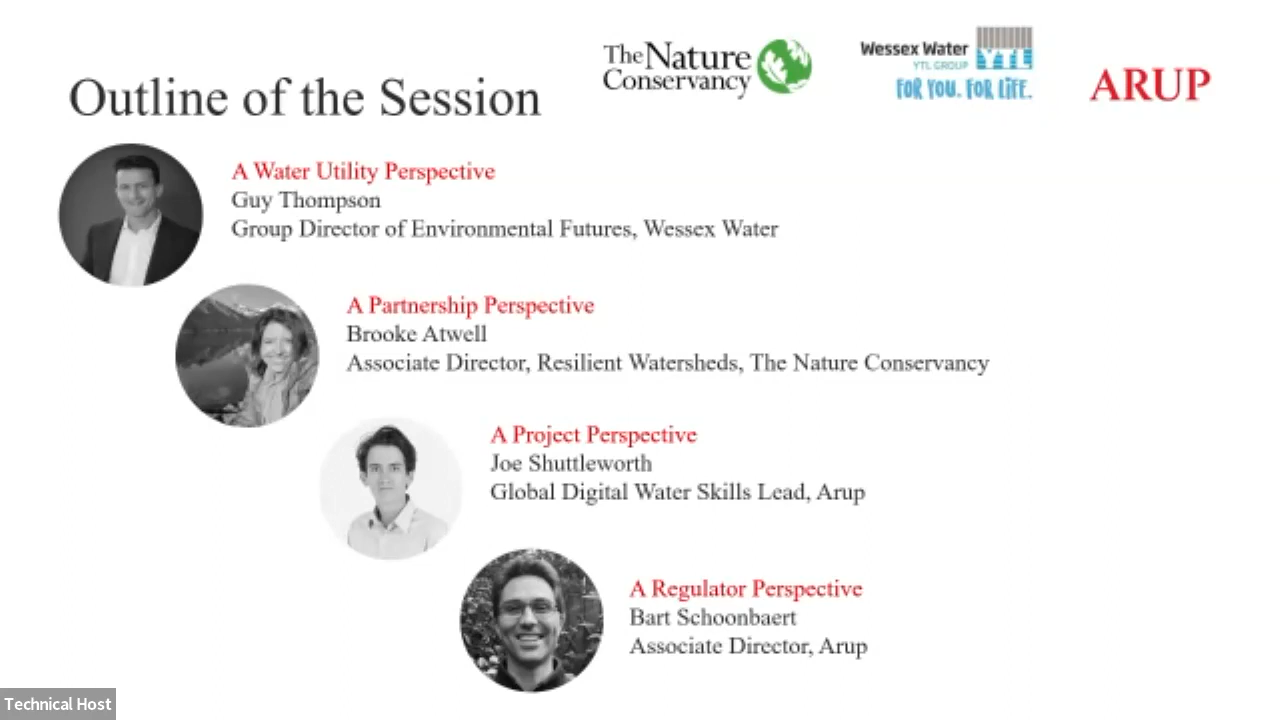 The Nature
Conservancy
Wessex Water
YTL GROUP
YTL
FOR YOU. FOR LIFE.
ARUP
Outline of the Session
A Water Utility Perspective
Guy Thompson
Group Director of Environmental Futures, Wessex Water
A Partnership Perspective
Brooke Atwell
Associate Director, Resilient Watersheds, The Nature Conservancy
A Project Perspective
Joe Shuttleworth
Global Digital Water Skills Lead, Arup
A Regulator Perspective
Bart Schoonbaert
Associate Director, Arup
Technical Host